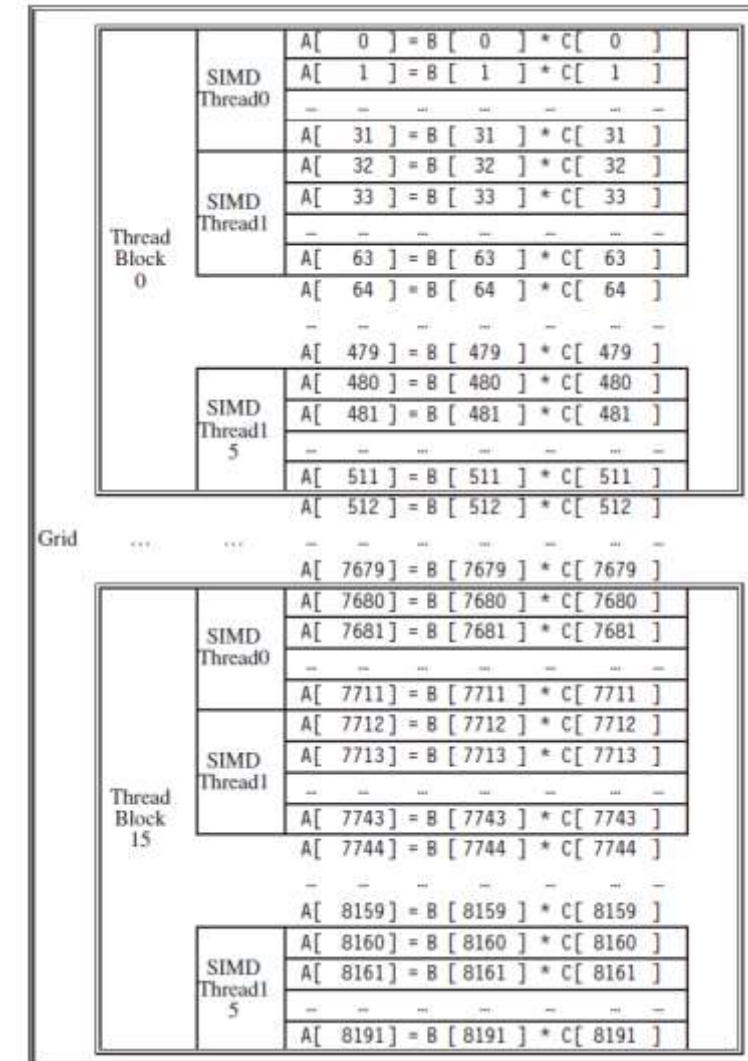 A[ 0 ] = B [ 0 ] * C[ 0 ]
SIMD
Thread0
A[ 1 ] = B [ 1 ] * C[ 1 ]
… … … … … … …
A[ 31 ] = B [ 31 ] * C[ 31 ]
SIMD
Thread1
A[ 32 ] = B [ 32 ] * C[ 32 ]
A[ 33 ] = B [ 33 ] * C[ 33 ]
… … … … … … …
Thread
Block
0
A[ 63 ] = B [ 63 ] * C[ 63 ]
A[ 64 ] = B [ 64 ] * C[ 64 ]
… … … … … … …
A[ 479 ] = B [ 479 ] * C[ 479 ]
SIMD
Thread1
5
A[ 480 ] = B [ 480 ] * C[ 480 ]
A[ 481 ] = B [ 481 ] * C[ 481 ]
… … … … … … …
A[ 511 ] = B [ 511 ] * C[ 511 ]
A[ 512 ] = B [ 512 ] * C[ 512 ]
Grid … … … … … … … … …
A[ 7679] = B [ 7679 ] * C[ 7679 ]
SIMD
Thread0
A[ 7680] = B [ 7680 ] * C[ 7680 ]
A[ 7681] = B [ 7681 ] * C[ 7681 ]
… … … … … … …
A[ 7711] = B [ 7711 ] * C[ 7711 ]
SIMD
Thread1
A[ 7712] = B [ 7712 ] * C[ 7712 ]
A[ 7713] = B [ 7713 ] * C[ 7713 ]
… … … … … … …
Thread
Block
15
A[ 7743] = B [ 7743 ] * C[ 7743 ]
A[ 7744] = B [ 7744 ] * C[ 7744 ]
… … … … … … …
A[ 8159] = B [ 8159 ] * C[ 8159 ]
SIMD
Thread1
5
A[ 8160] = B [ 8160 ] * C[ 8160 ]
A[ 8161] = B [ 8161 ] * C[ 8161 ]
… … … … … … …
A[ 8191] = B [ 8191 ] * C[ 8191 ]